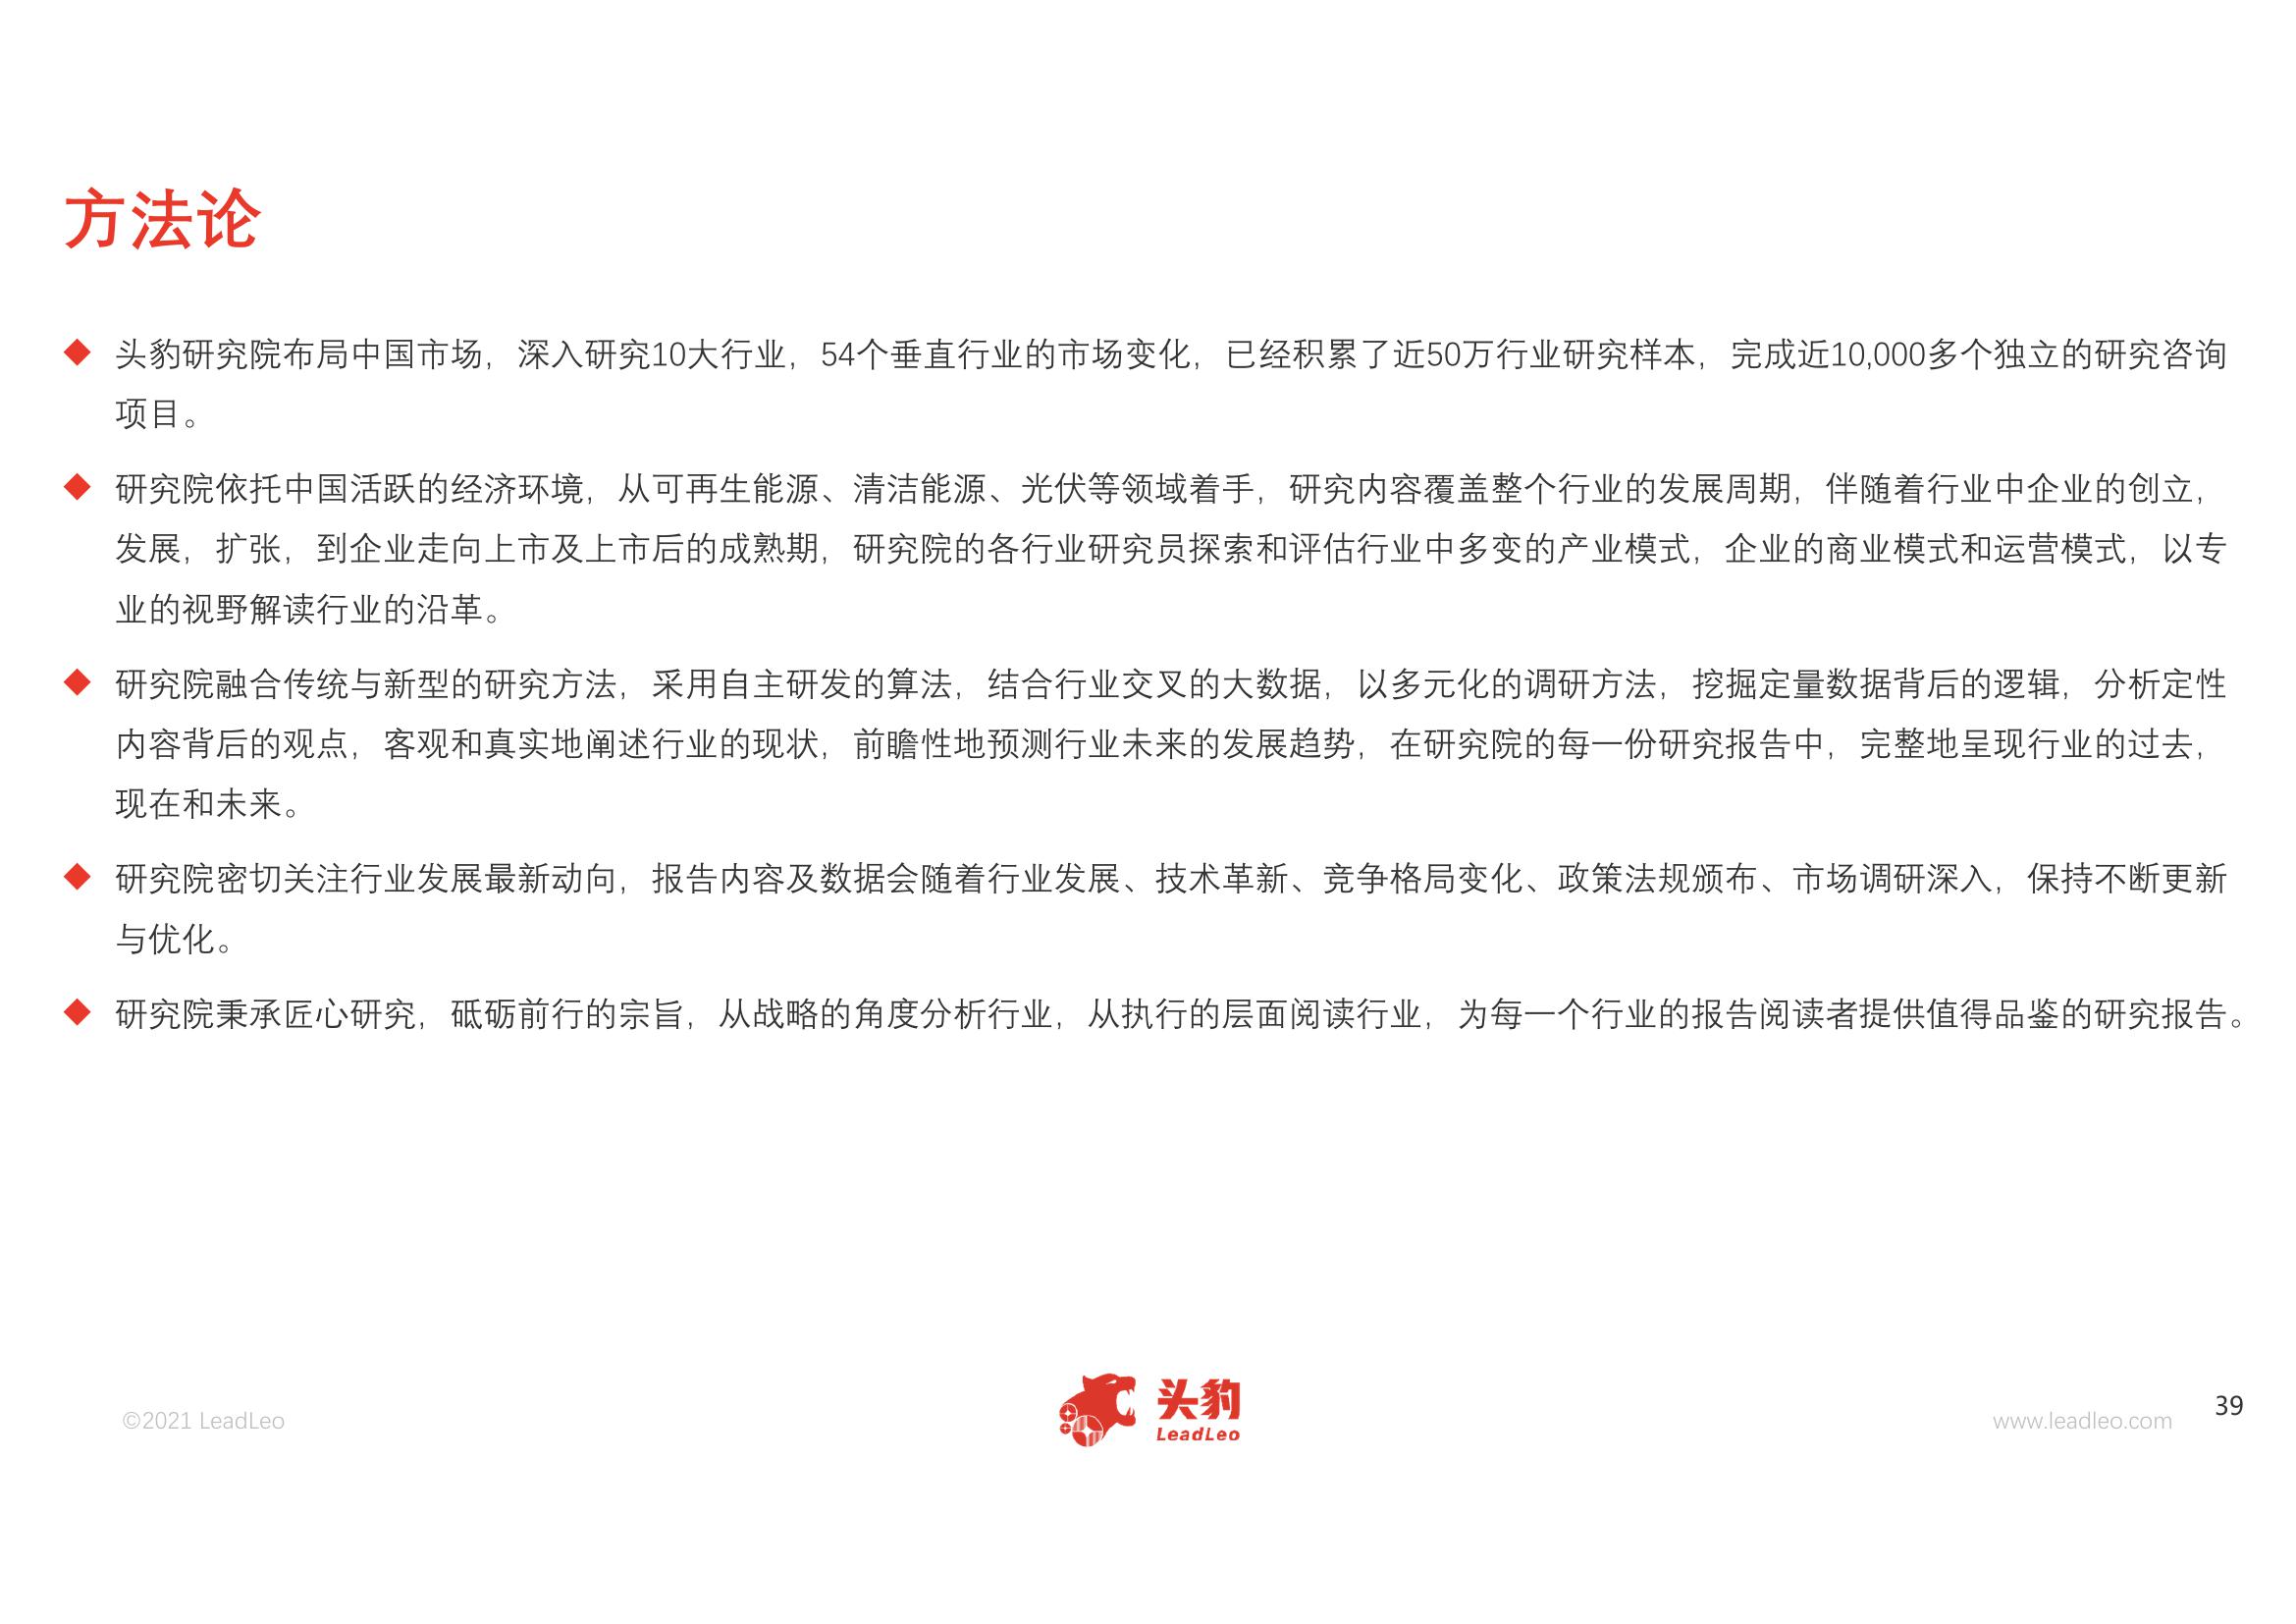 方法论
头豹研究院布局中国市场，深入研究10大行业，54个垂直行业的市场变化，已经积累了近50万行业研究样本，完成近10,000多个独立的研究咨询
项目。
研究院依托中国活跃的经济环境，从可再生能源、清洁能源、光伏等领域着手，研究内容覆盖整个行业的发展周期，伴随着行业中企业的创立，
发展，扩张，到企业走向上市及上市后的成熟期，研究院的各行业研究员探索和评估行业中多变的产业模式，企业的商业模式和运营模式，以专
业的视野解读行业的沿革。
研究院融合传统与新型的研究方法，采用自主研发的算法，结合行业交叉的大数据，以多元化的调研方法，挖掘定量数据背后的逻辑，分析定性
内容背后的观点，客观和真实地阐述行业的现状，前瞻性地预测行业未来的发展趋势，在研究院的每一份研究报告中，完整地呈现行业的过去，
现在和未来。
研究院密切关注行业发展最新动向，报告内容及数据会随着行业发展、技术革新、竞争格局变化、政策法规颁布、市场调研深入，保持不断更新
与优化。
研究院秉承匠心研究，砥砺前行的宗旨，从战略的角度分析行业，从执行的层面阅读行业，为每一个行业的报告阅读者提供值得品鉴的研究报告。
©2021 LeadLeo
头豹
LeadLeo
www.leadleo.com
39